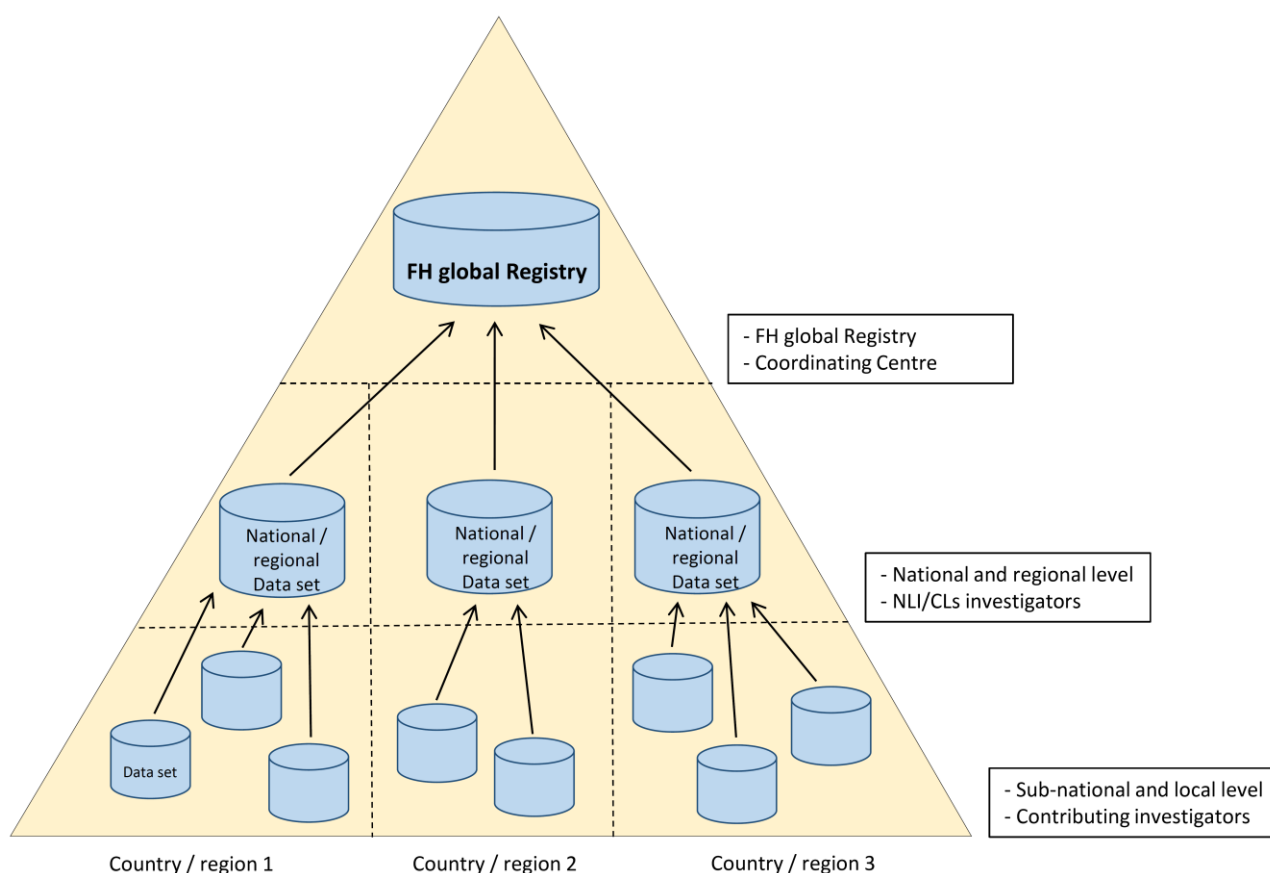 FH global Registry
- FH global Registry
- Coordinating Centre
National /
regional
Data set
National /
regional
Data set
National /
regional
Data set
- National and regional level
- NLI/CLs investigators
Data set
- Sub-national and local level
- Contributing investigators
Country / region 1
Country / region 2
Country / region 3